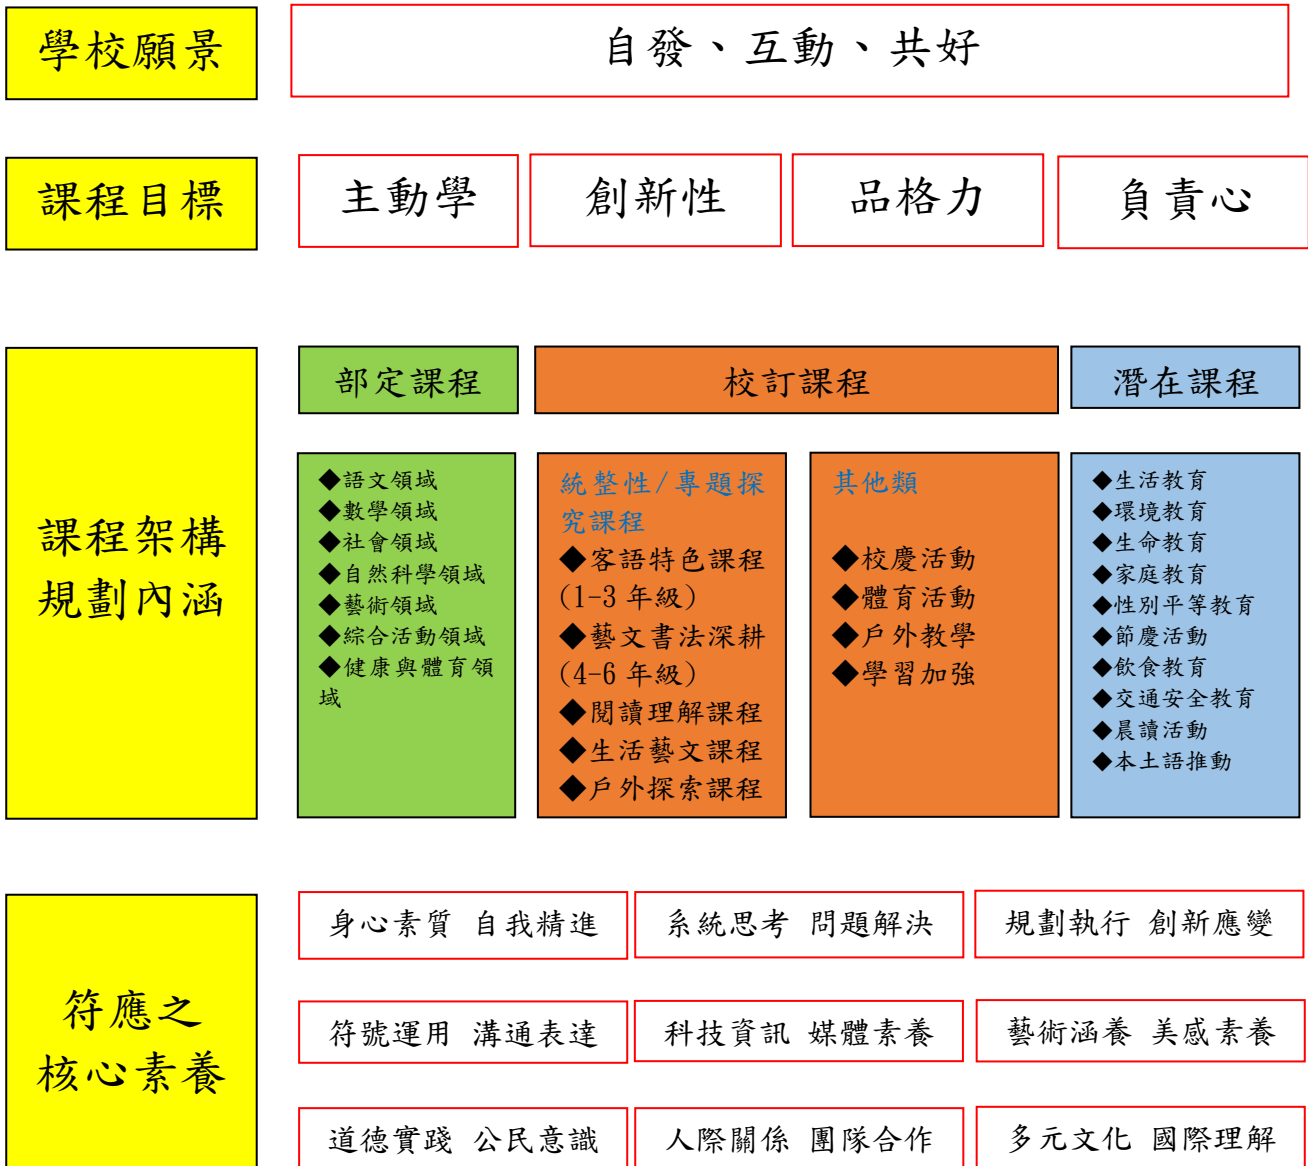 學校願景
自發、互動、共好
課程目標
主動學
創新性
品格力
負責心
課程架構
規劃內涵
部定課程
校訂課程
潛在課程
◆語文領域
◆數學領域
◆社會領域
◆自然科學領域
◆藝術領域
◆綜合活動領域
◆健康與體育領
域
統整性/專題探
究課程
◆客語特色課程
(1-3 年級)
◆藝文書法深耕
(4-6 年級)
◆閱讀理解課程
◆生活藝文課程
◆戶外探索課程
其他類
◆校慶活動
◆體育活動
◆戶外教學
◆學習加強
◆生活教育
◆環境教育
◆生命教育
◆家庭教育
◆性別平等教育
◆節慶活動
◆飲食教育
◆交通安全教育
◆晨讀活動
◆本土語推動
符應之
核心素養
身心素質 自我精進
系統思考 問題解決
規劃執行 創新應變
符號運用 溝通表達
科技資訊 媒體素養
藝術涵養 美感素養
道德實踐 公民意識
人際關係 團隊合作
多元文化 國際理解